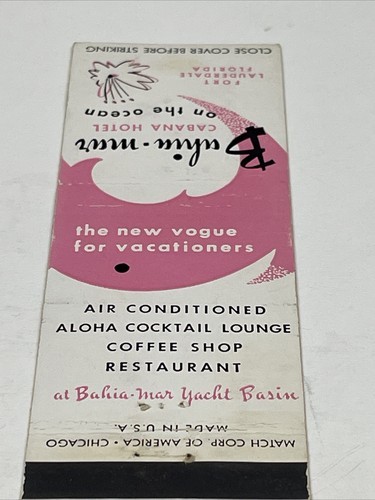 CLOSE COVER BEFORE STRIKING
FORT
LAUDERDALE
FLORIDA
Bahia-mar
CABANA HOTEL
on the ocean
the new vogue
for vacationers
AIR CONDITIONED
ALOHA COCKTAIL LOUNGE
COFFEE SHOP
RESTAURANT
at Bahia-Mar Yacht Basin
MADE IN U.S.A.
MATCH CORP. OF AMERICA • CHICAGO